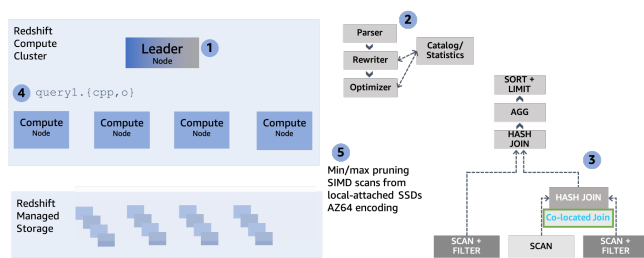 Redshift
Compute
Cluster
Leader
Node
1
4
query1.{cpp,o}
Compute
Node
Compute
Node
Compute
Node
Compute
Node
Redshift
Managed
Storage
2
Parser
Rewriter
Optimizer
Catalog/
Statistics
5
Min/max pruning
SIMD scans from
local-attached SSDs
AZ64 encoding
SORT +
LIMIT
AGG
HASH
JOIN
3
HASH JOIN
Co-located Join
SCAN +
FILTER
SCAN
SCAN +
FILTER